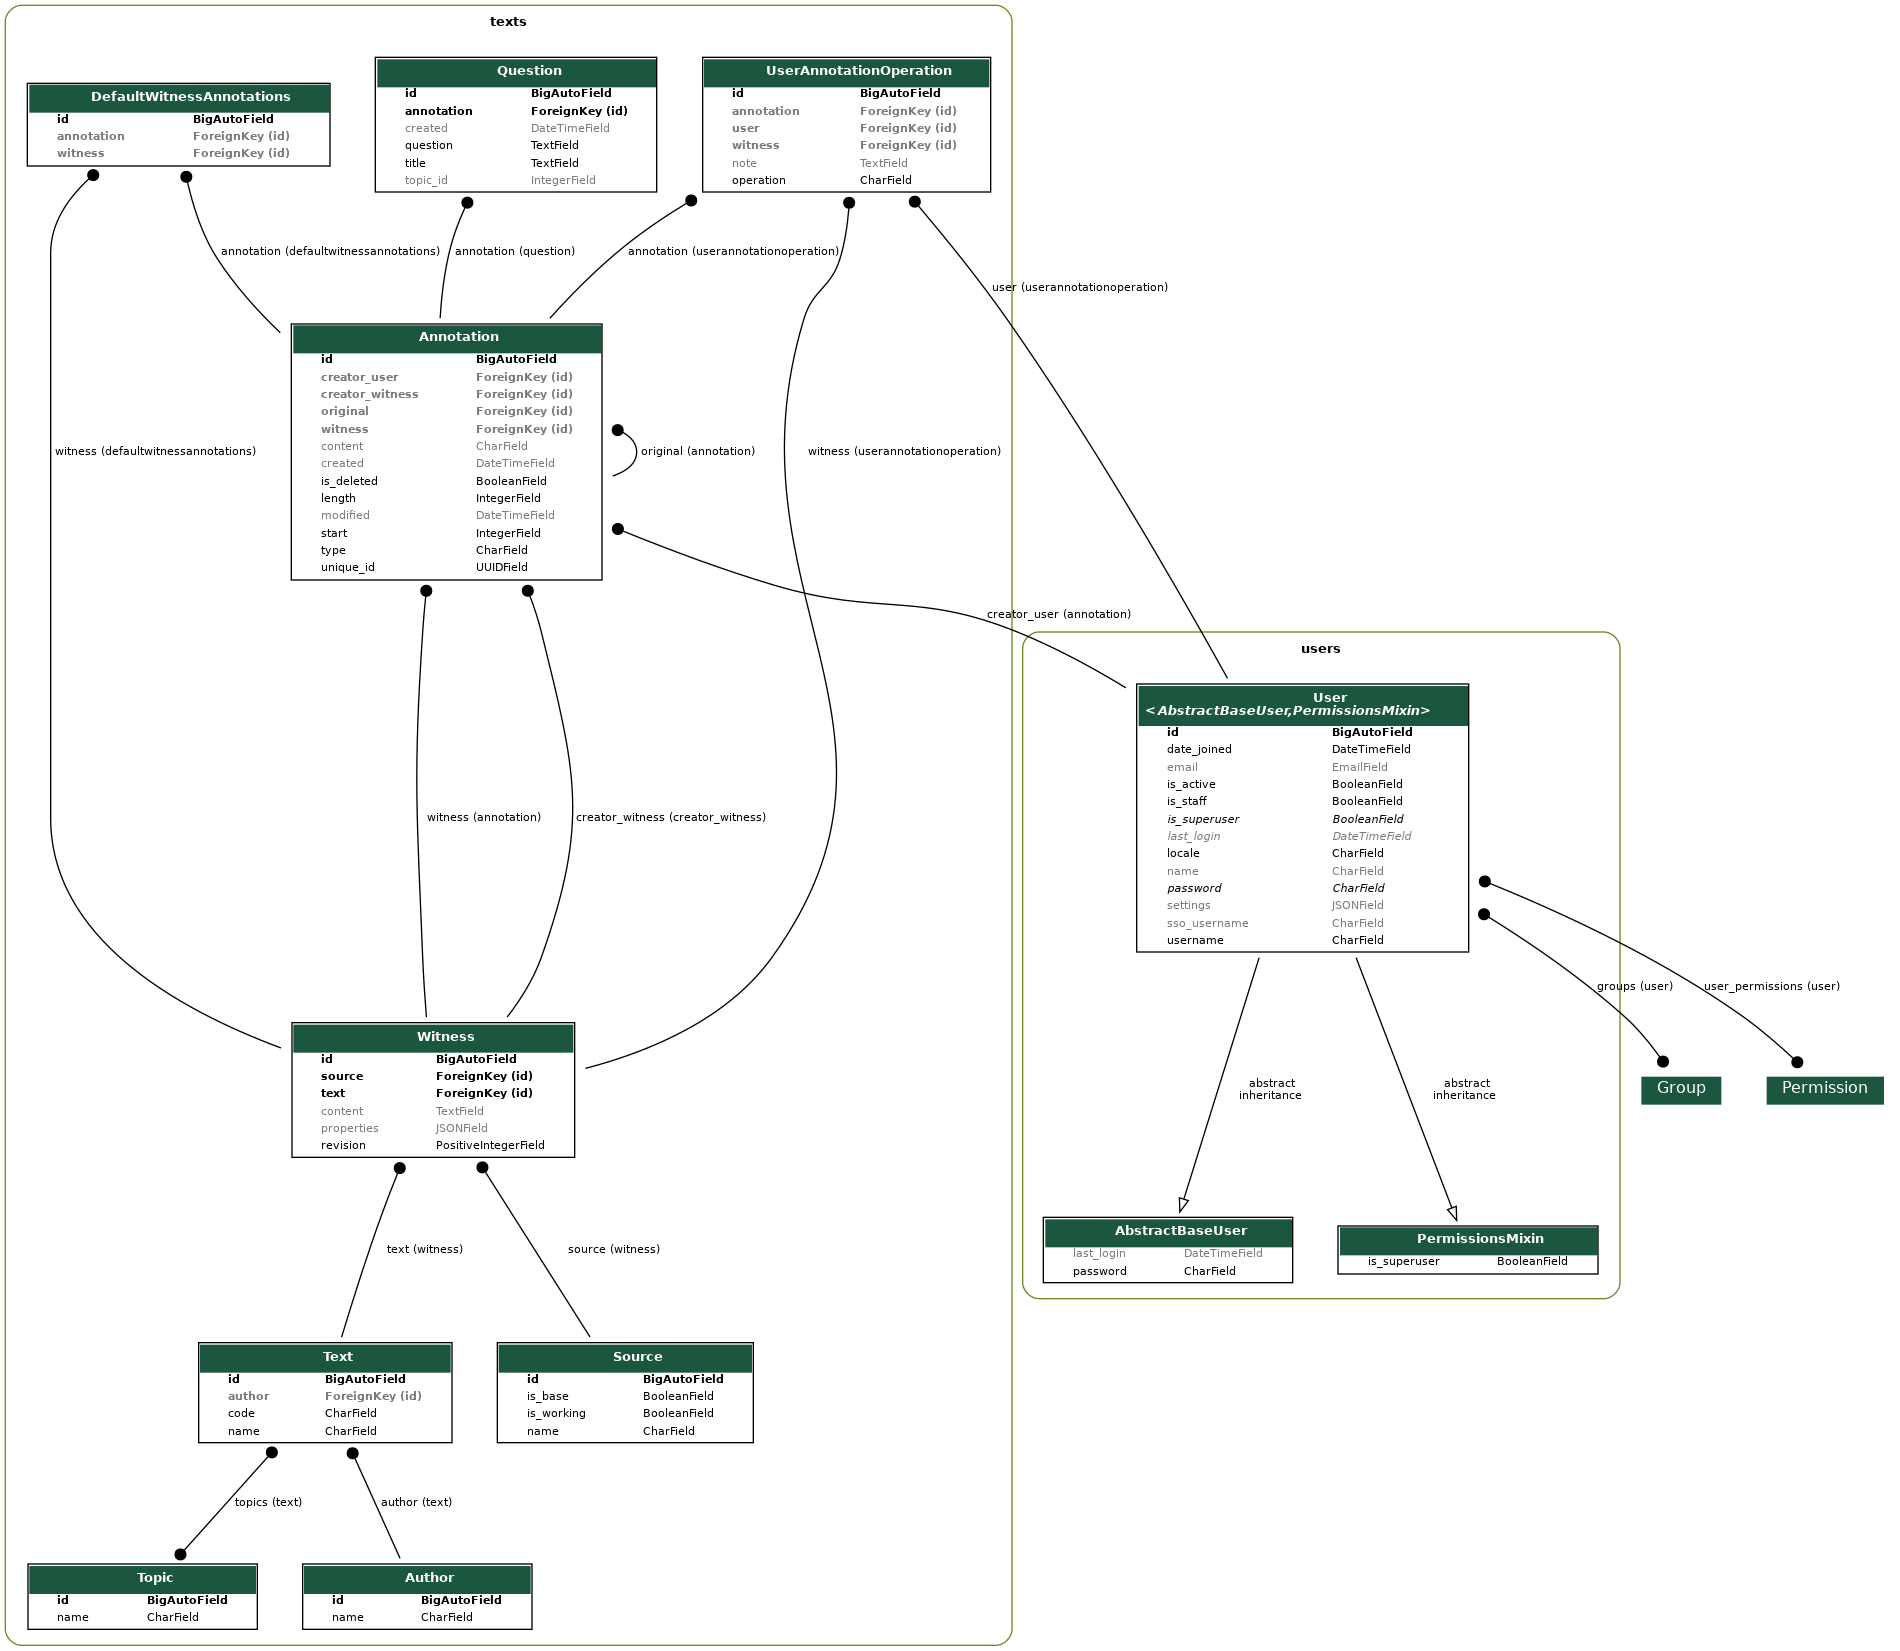 texts
DefaultWitnessAnnotations
id BigAutoField
annotation ForeignKey (id)
witness ForeignKey (id)
Question
id BigAutoField
annotation ForeignKey (id)
created DateTimeField
question TextField
title TextField
topic_id IntegerField
UserAnnotationOperation
id BigAutoField
annotation ForeignKey (id)
user ForeignKey (id)
witness ForeignKey (id)
note TextField
operation CharField
annotation (defaultwitnessannotations)
annotation (question)
annotation (userannotationoperation)
user (userannotationoperation)
Annotation
id BigAutoField
creator_user ForeignKey (id)
creator_witness ForeignKey (id)
original ForeignKey (id)
witness ForeignKey (id)
content CharField
created DateTimeField
is_deleted BooleanField
length IntegerField
modified DateTimeField
start IntegerField
type CharField
unique_id UUIDField
witness (defaultwitnessannotations)
original (annotation)
witness (userannotationoperation)
creator_user (annotation)
users
User
<AbstractBaseUser,PermissionsMixin>
id BigAutoField
date_joined DateTimeField
email EmailField
is_active BooleanField
is_staff BooleanField
is_superuser BooleanField
last_login DateTimeField
locale CharField
name CharField
password CharField
settings JSONField
sso_username CharField
username CharField
witness (annotation)
creator_witness (creator_witness)
groups (user)
user_permissions (user)
Witness
id BigAutoField
source ForeignKey (id)
text ForeignKey (id)
content TextField
properties JSONField
revision PositiveIntegerField
abstract
inheritance
abstract
inheritance
Group
Permission
AbstractBaseUser
last_login DateTimeField
password CharField
PermissionsMixin
is_superuser BooleanField
text (witness)
source (witness)
Text
id BigAutoField
author ForeignKey (id)
code CharField
name CharField
Source
id BigAutoField
is_base BooleanField
is_working BooleanField
name CharField
topics (text)
author (text)
Topic
id BigAutoField
name CharField
Author
id BigAutoField
name CharField